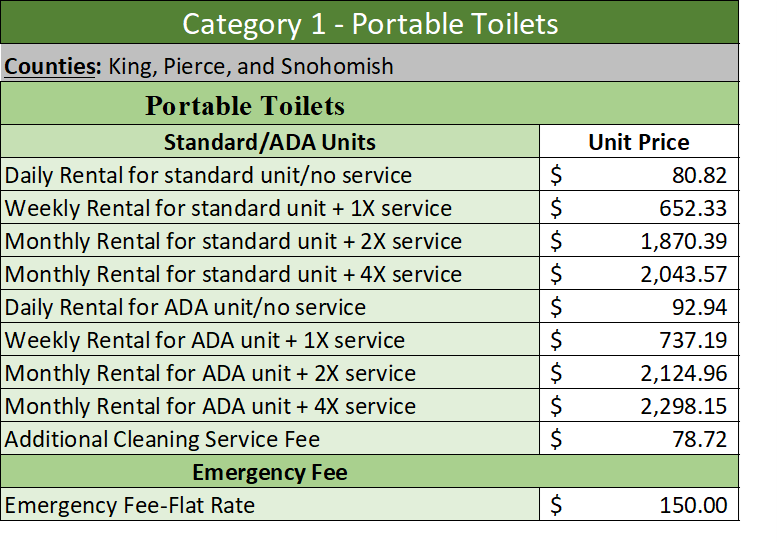 Category 1 - Portable Toilets
Counties: King, Pierce, and Snohomish
Portable Toilets
Standard/ADA Units Unit Price
Daily Rental for standard unit/no service $ 80.82
Weekly Rental for standard unit + 1X service $ 652.33
Monthly Rental for standard unit + 2X service $ 1,870.39
Monthly Rental for standard unit + 4X service $ 2,043.57
Daily Rental for ADA unit/no service $ 92.94
Weekly Rental for ADA unit + 1X service $ 737.19
Monthly Rental for ADA unit + 2X service $ 2,124.96
Monthly Rental for ADA unit + 4X service $ 2,298.15
Additional Cleaning Service Fee $ 78.72
Emergency Fee
Emergency Fee-Flat Rate $ 150.00